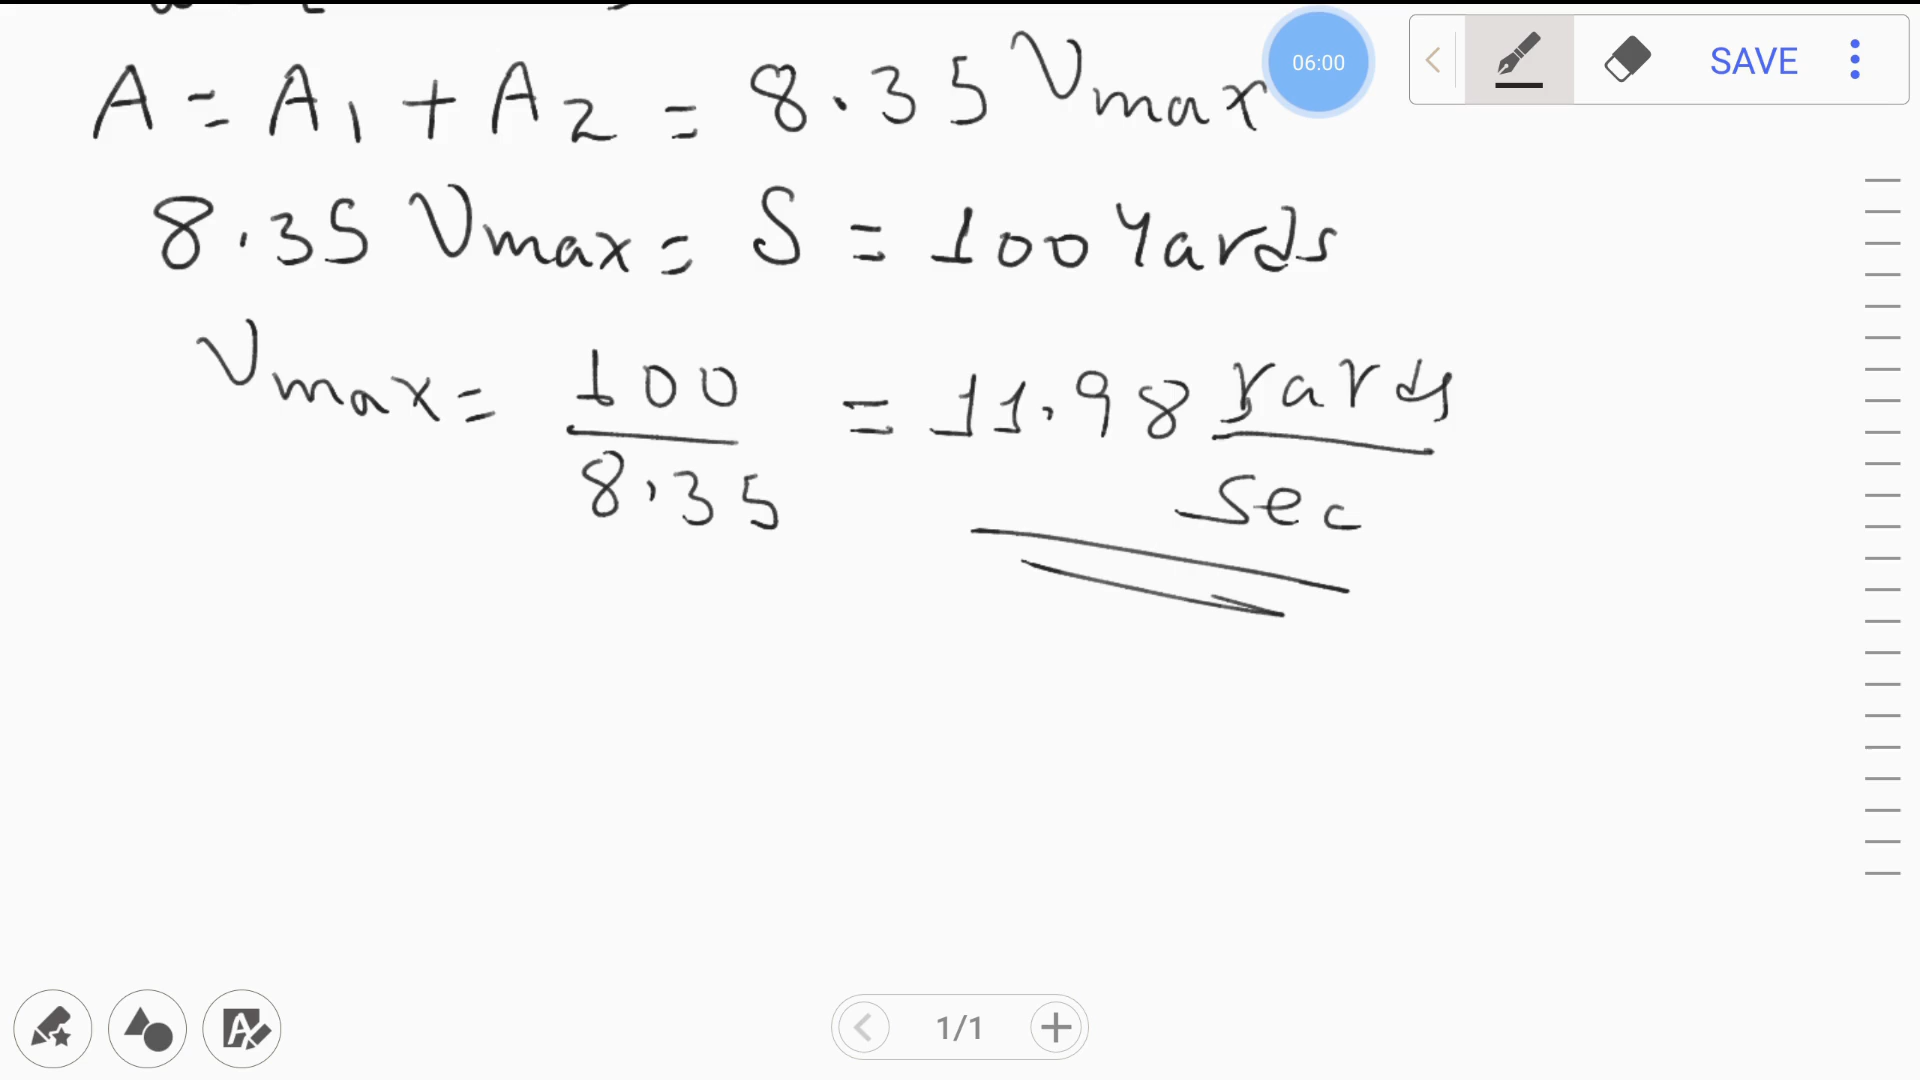 06:00
SAVE
A = A1 + A2 = 8.35 Vmax
8.35 Vmax = S = 100 Yards
Vmax = 100/8.35 = 11.98 yards/sec
1/1